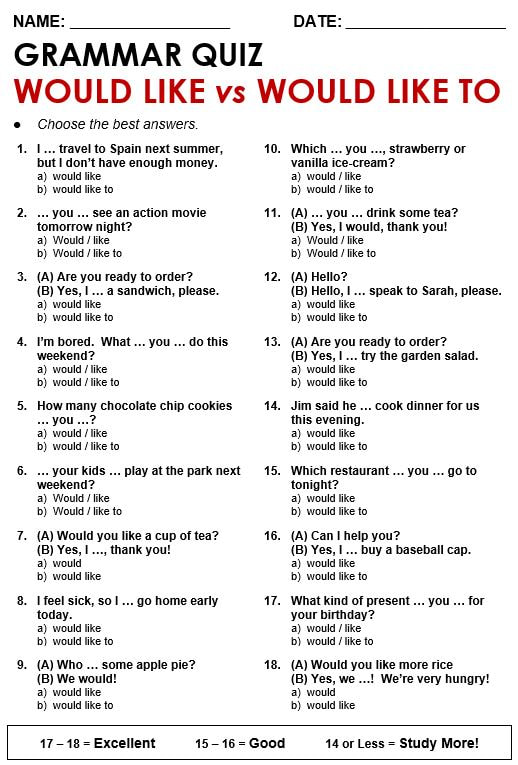 NAME: ____________________ DATE: ____________________
GRAMMAR QUIZ
WOULD LIKE vs WOULD LIKE TO
● Choose the best answers.
1. I … travel to Spain next summer,
but I don't have enough money.
a) would like
b) would like to
2. … you … see an action movie
tomorrow night?
a) Would / like
b) Would / like to
3. (A) Are you ready to order?
(B) Yes, I … a sandwich, please.
a) would like
b) would like to
4. I'm bored. What … you … do this
weekend?
a) would / like
b) would / like to
5. How many chocolate chip cookies
… you …?
a) would / like
b) would / like to
6. … your kids … play at the park next
weekend?
a) Would / like
b) Would / like to
7. (A) Would you like a cup of tea?
(B) Yes, I …, thank you!
a) would
b) would like
8. I feel sick, so I … go home early
today.
a) would like
b) would like to
9. (A) Who … some apple pie?
(B) We would!
a) would like
b) would like to
10. Which … you …, strawberry or
vanilla ice-cream?
a) would / like
b) would / like to
11. (A) … you … drink some tea?
(B) Yes, I would, thank you!
a) Would / like
b) Would / like to
12. (A) Hello?
(B) Hello, I … speak to Sarah, please.
a) would like
b) would like to
13. (A) Are you ready to order?
(B) Yes, I … try the garden salad.
a) would like
b) would like to
14. Jim said he … cook dinner for us
this evening.
a) would like
b) would like to
15. Which restaurant … you … go to
tonight?
a) would like
b) would like to
16. (A) Can I help you?
(B) Yes, I … buy a baseball cap.
a) would like
b) would like to
17. What kind of present … you … for
your birthday?
a) would / like
b) would / like to
18. (A) Would you like more rice
(B) Yes, we …! We're very hungry!
a) would
b) would like
17 – 18 = Excellent 15 – 16 = Good 14 or Less = Study More!